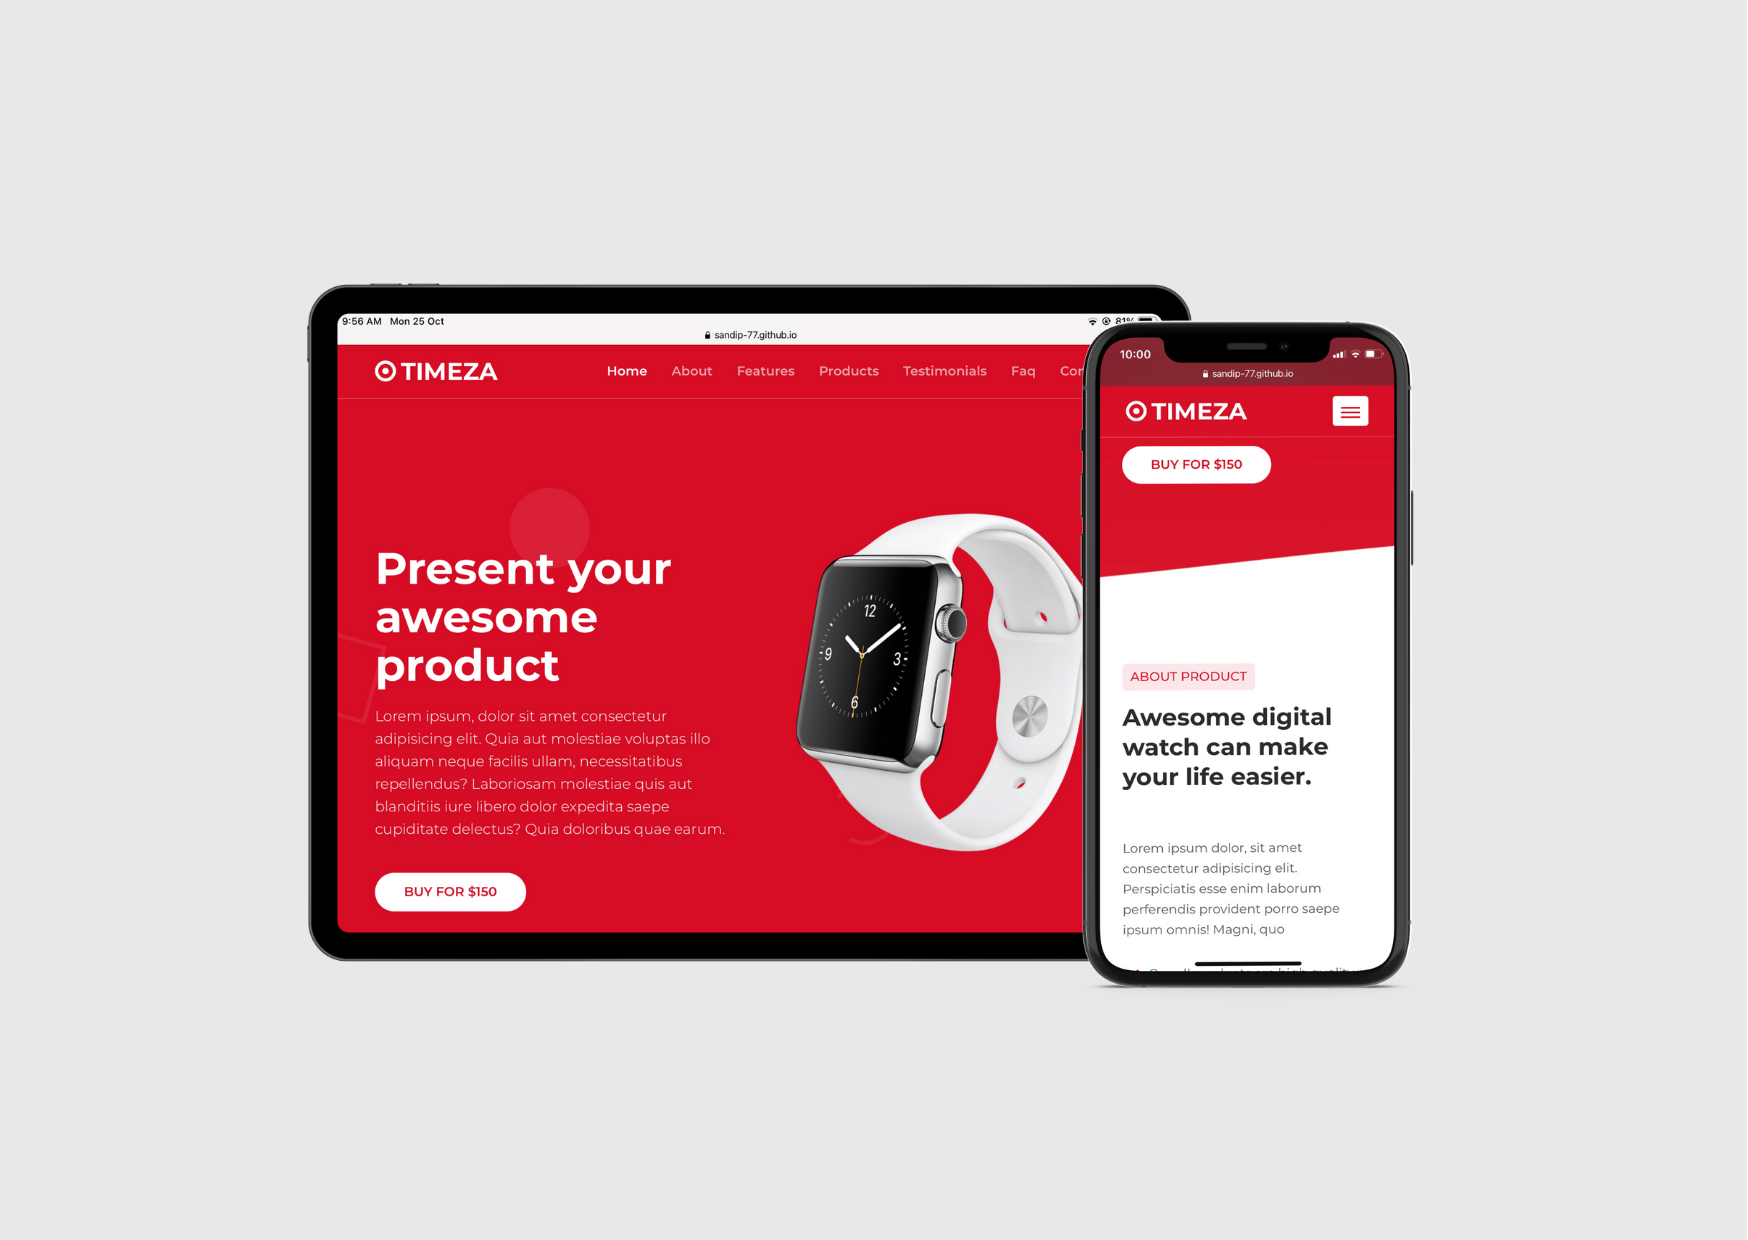 9:56 AM Mon 25 Oct
81%
sandip-77.github.io
TIMEZA
Home About Features Products Testimonials Faq
Present your
awesome
product
Lorem ipsum, dolor sit amet consectetur
adipisicing elit. Quia aut molestiae voluptas illo
aliquam neque facilis ullam, necessitatibus
repellendus? Laboriosam molestiae quis aut
blanditiis iure libero dolor expedita saepe
cupiditate delectus? Quia doloribus quae earum.
BUY FOR $150
12
9
3
6
10:00
sandip-77.github.io
TIMEZA
BUY FOR $150
ABOUT PRODUCT
Awesome digital
watch can make
your life easier.
Lorem ipsum dolor, sit amet
consectetur adipisicing elit.
Perspiciatis esse enim laborum
perferendis provident porro saepe
ipsum omnis! Magni, quo